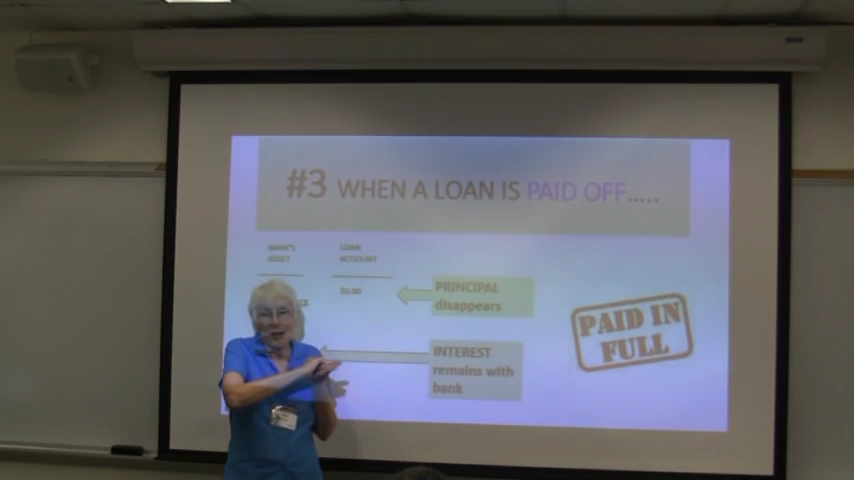 #3 WHEN A LOAN IS PAID OFF.....
BANK'S
ASSET
LOAN
ACCOUNT
$0.00
PRINCIPAL
disappears
INTEREST
remains with
bank
PAID IN
FULL